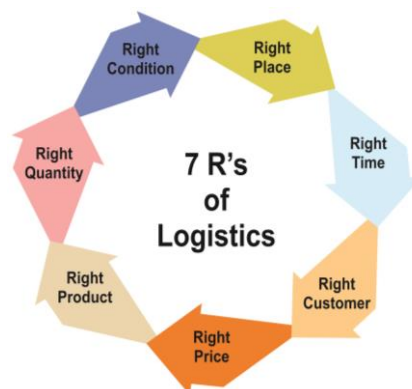 Right
Condition
Right
Place
Right
Time
Right
Customer
Right
Price
Right
Product
Right
Quantity
7 R's
of
Logistics